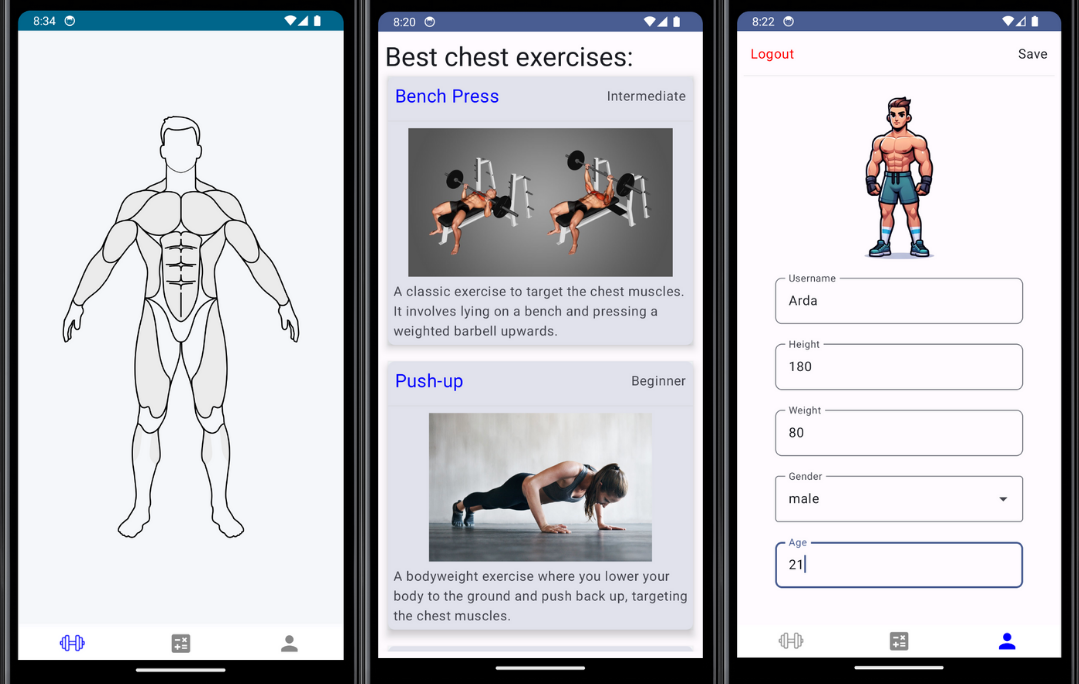 8:34
8:20
Best chest exercises:
Bench Press
Intermediate
A classic exercise to target the chest muscles.
It involves lying on a bench and pressing a
weighted barbell upwards.
Push-up
Beginner
A bodyweight exercise where you lower your
body to the ground and push back up, targeting
the chest muscles.
8:22
Logout
Save
Username
Arda
Height
180
Weight
80
Gender
male
Age
21